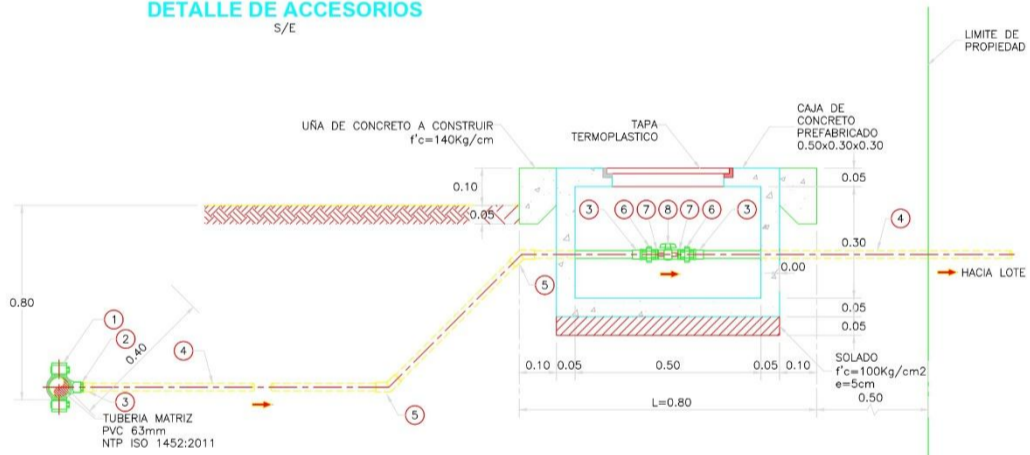 DETALLE DE ACCESORIOS
S/E
LIMITE DE
PROPIEDAD
UÑA DE CONCRETO A CONSTRUIR
f'c=140Kg/cm
TAPA
TERMOPLASTICO
CAJA DE
CONCRETO
PREFABRICADO
0.50x0.30x0.30
0.10
0.05
0.05
3
6
7
8
7
6
3
4
0.30
0.00
HACIA LOTE
0.80
5
0.05
0.05
1
2
0.40
4
3
5
0.10
0.05
0.50
0.05
0.10
SOLADO
f'c=100Kg/cm2
e=5cm
0.50
L=0.80
TUBERIA MATRIZ
PVC 63mm
NTP ISO 1452:2011